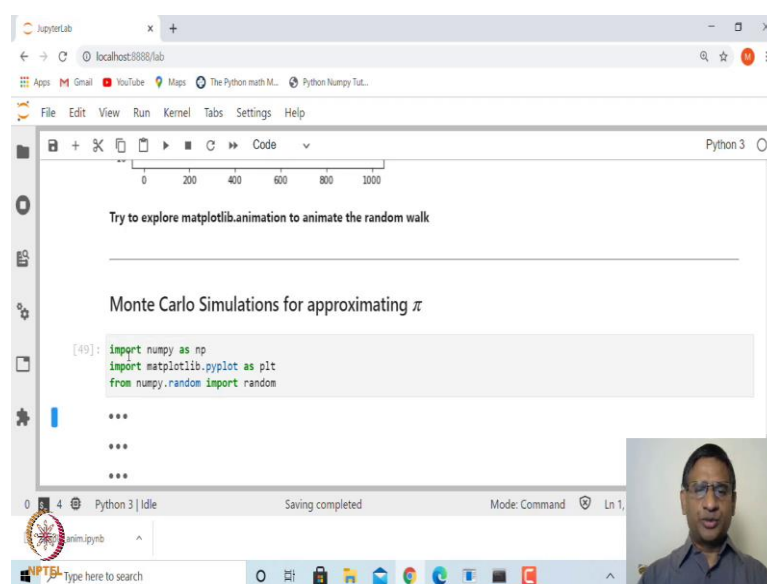 JupyterLab
localhost:8888/lab
Apps Gmail YouTube Maps The Python math M... Python Numpy Tut...
M
File Edit View Run Kernel Tabs Settings Help
Code Python 3
0 200 400 600 800 1000
Try to explore matplotlib.animation to animate the random walk
Monte Carlo Simulations for approximating π
[49]: import numpy as np
import matplotlib.pyplot as plt
from numpy.random import random
•••
•••
•••
0 4 Python 3 | Idle Saving completed Mode: Command Ln 1,
anim.ipynb
NPTEL Type here to search